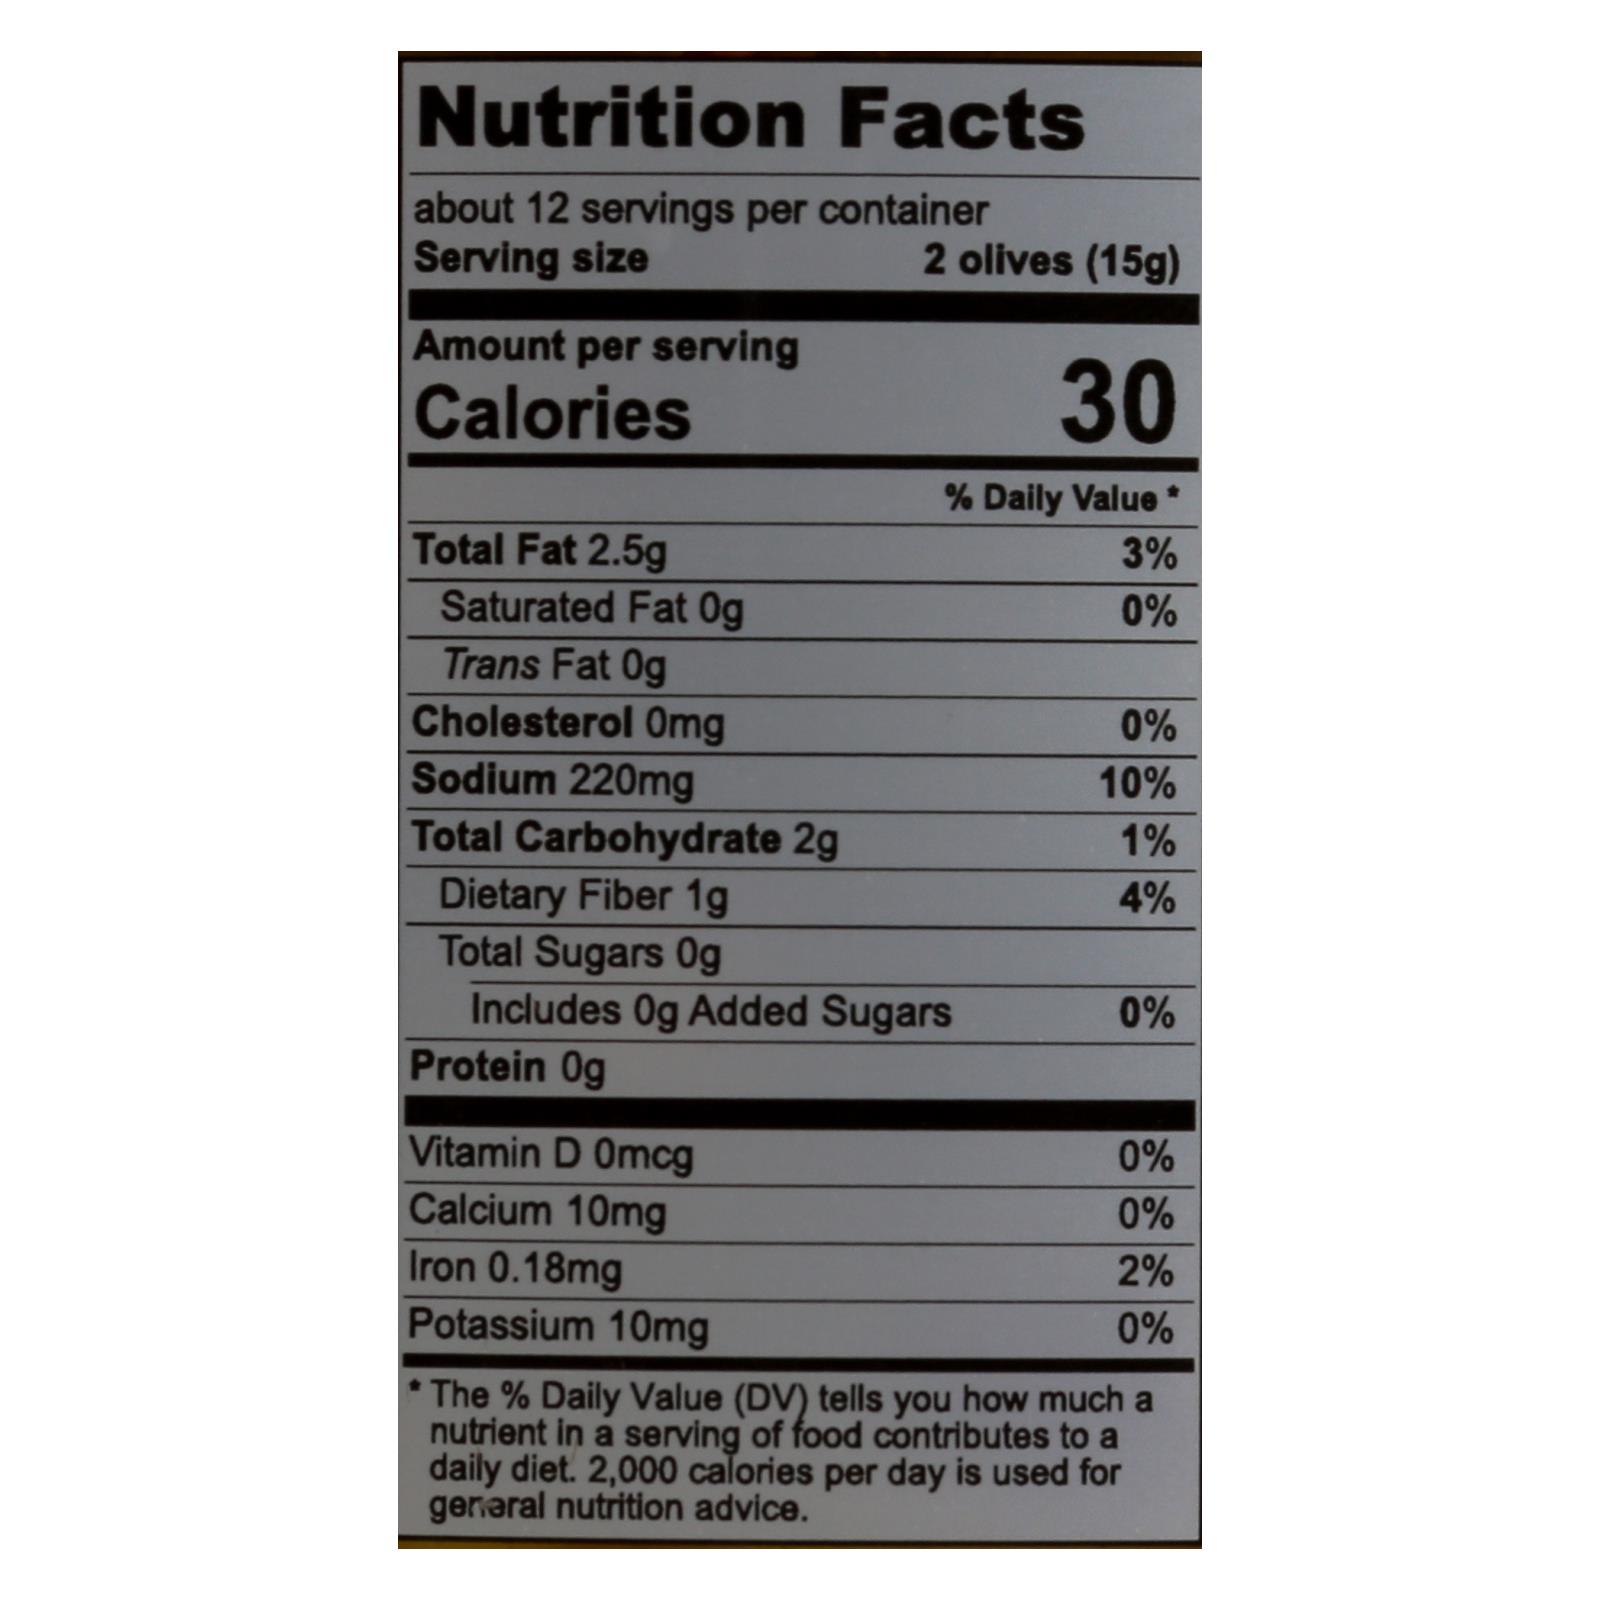 Nutrition Facts
about 12 servings per container
Serving size 2 olives (15g)
Amount per serving
Calories 30
% Daily Value *
Total Fat 2.5g 3%
Saturated Fat 0g 0%
Trans Fat 0g
Cholesterol 0mg 0%
Sodium 220mg 10%
Total Carbohydrate 2g 1%
Dietary Fiber 1g 4%
Total Sugars 0g
Includes 0g Added Sugars 0%
Protein 0g
Vitamin D 0mcg 0%
Calcium 10mg 0%
Iron 0.18mg 2%
Potassium 10mg 0%
* The % Daily Value (DV) tells you how much a
nutrient in a serving of food contributes to a
daily diet. 2,000 calories per day is used for
general nutrition advice.